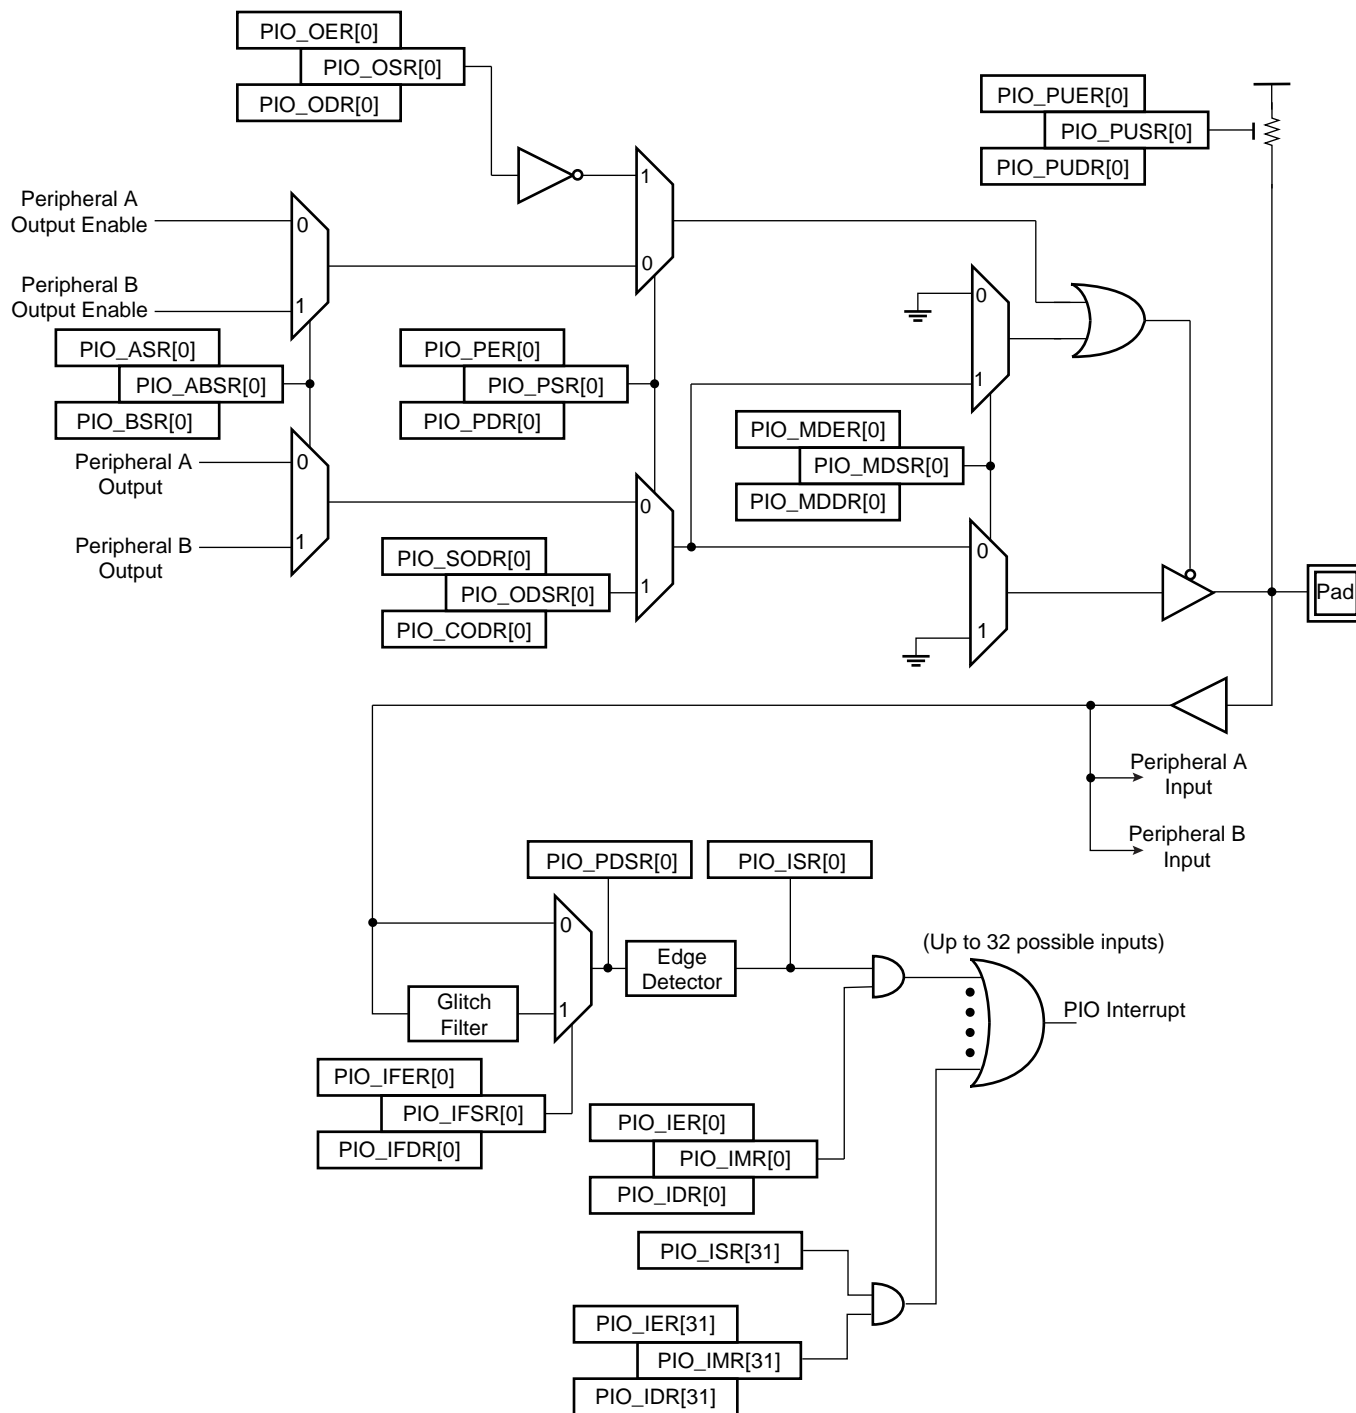 PIO_OER[0]
PIO_OSR[0]
PIO_ODR[0]
PIO_PUER[0]
PIO_PUSR[0]
PIO_PUDR[0]
1
0
Peripheral A
Output Enable
0
Peripheral B
Output Enable
1
0
1
PIO_ASR[0]
PIO_ABSR[0]
PIO_BSR[0]
PIO_PER[0]
PIO_PSR[0]
PIO_PDR[0]
PIO_MDER[0]
PIO_MDSR[0]
PIO_MDDR[0]
Peripheral A
Output
0
Peripheral B
Output
1
0
1
PIO_SODR[0]
PIO_ODSR[0]
PIO_CODR[0]
0
1
Pad
Peripheral A
Input
Peripheral B
Input
PIO_PDSR[0]
PIO_ISR[0]
0
1
Edge
Detector
Glitch
Filter
(Up to 32 possible inputs)
PIO Interrupt
PIO_IFER[0]
PIO_IFSR[0]
PIO_IFDR[0]
PIO_IER[0]
PIO_IMR[0]
PIO_IDR[0]
PIO_ISR[31]
PIO_IER[31]
PIO_IMR[31]
PIO_IDR[31]